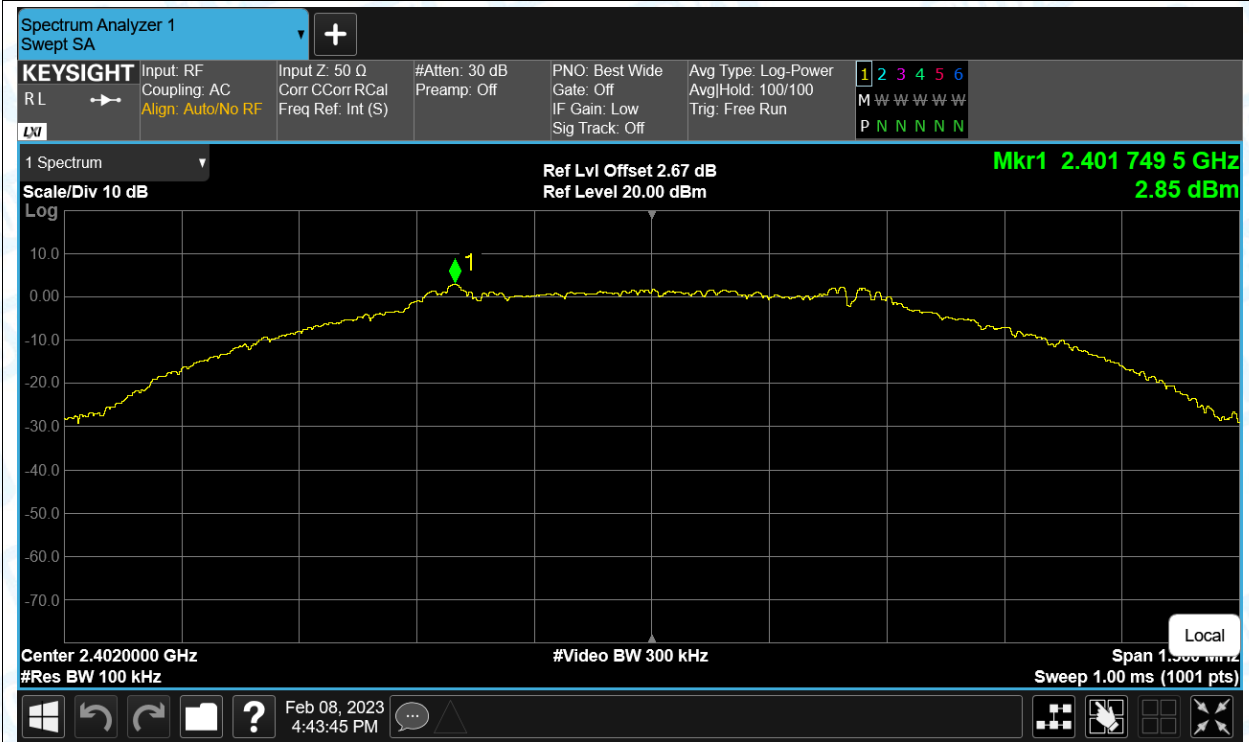 Spectrum Analyzer 1
Swept SA
KEYSIGHT
R L
LXI
Input: RF
Coupling: AC
Align: Auto/No RF
Input Z: 50 Ω
Corr CCorr RCal
Freq Ref: Int (S)
#Atten: 30 dB
Preamp: Off
PNO: Best Wide
Gate: Off
IF Gain: Low
Sig Track: Off
Avg Type: Log-Power
Avg|Hold: 100/100
Trig: Free Run
1 2 3 4 5 6
M W W W W W
P N N N N N
1 Spectrum
Scale/Div 10 dB
Log
Ref Lvl Offset 2.67 dB
Ref Level 20.00 dBm
Mkr1 2.401 749 5 GHz
2.85 dBm
1
10.0
0.00
-10.0
-20.0
-30.0
-40.0
-50.0
-60.0
-70.0
Local
Center 2.4020000 GHz
#Res BW 100 kHz
#Video BW 300 kHz
Span
Sweep 1.00 ms (1001 pts)
?
Feb 08, 2023
4:43:45 PM